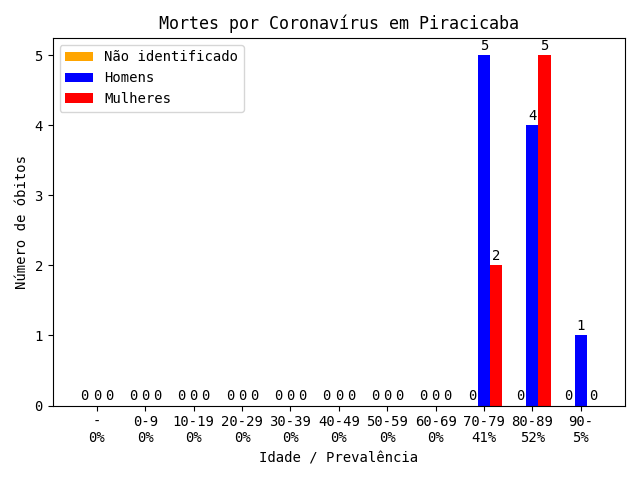 Mortes por Coronavírus em Piracicaba
Número de óbitos
5
4
3
2
1
0
Não identificado
Homens
Mulheres
0 0 0 0 0 0 0 0 0 0 0 0 0 0 0 0 0 0 0 0 0 0 0 0 0 5 2 0 4 5 0 1 0
- 0-9 10-19 20-29 30-39 40-49 50-59 60-69 70-79 80-89 90-
0% 0% 0% 0% 0% 0% 0% 0% 41% 52% 5%
Idade / Prevalência